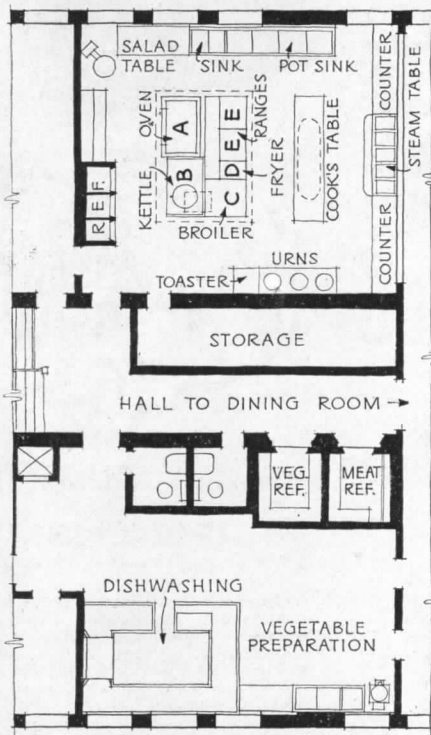 SALAD
TABLE
SINK
POT SINK
COUNTER
STEAM TABLE
COUNTER
OVEN
A
E
E
RANGES
KETTLE
B
D
FRYER
C
BROILER
COOK'S TABLE
REF.
URNS
TOASTER
STORAGE
HALL TO DINING ROOM
VEG.
REF.
MEAT
REF.
DISHWASHING
VEGETABLE
PREPARATION